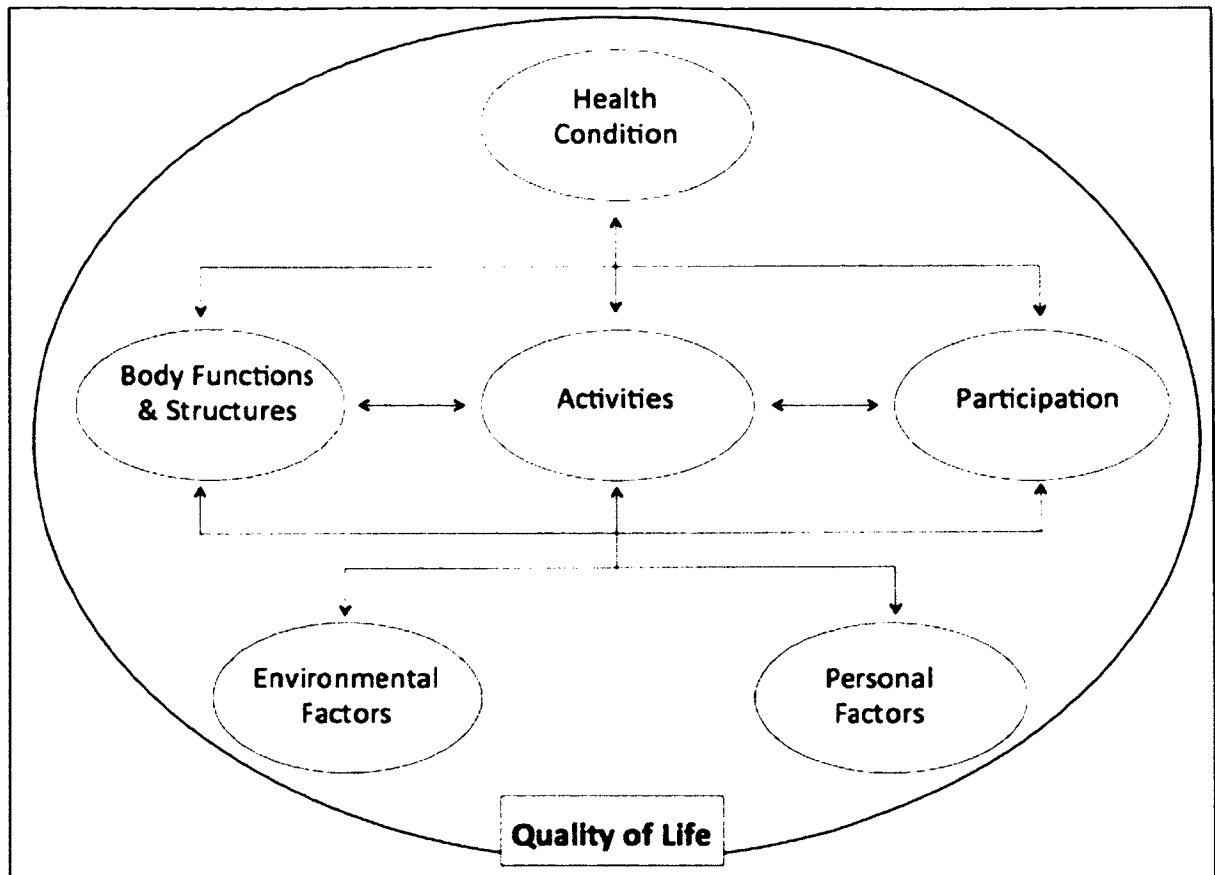 Health
Condition
Body Functions
& Structures
Activities
Participation
Environmental
Factors
Personal
Factors
Quality of Life